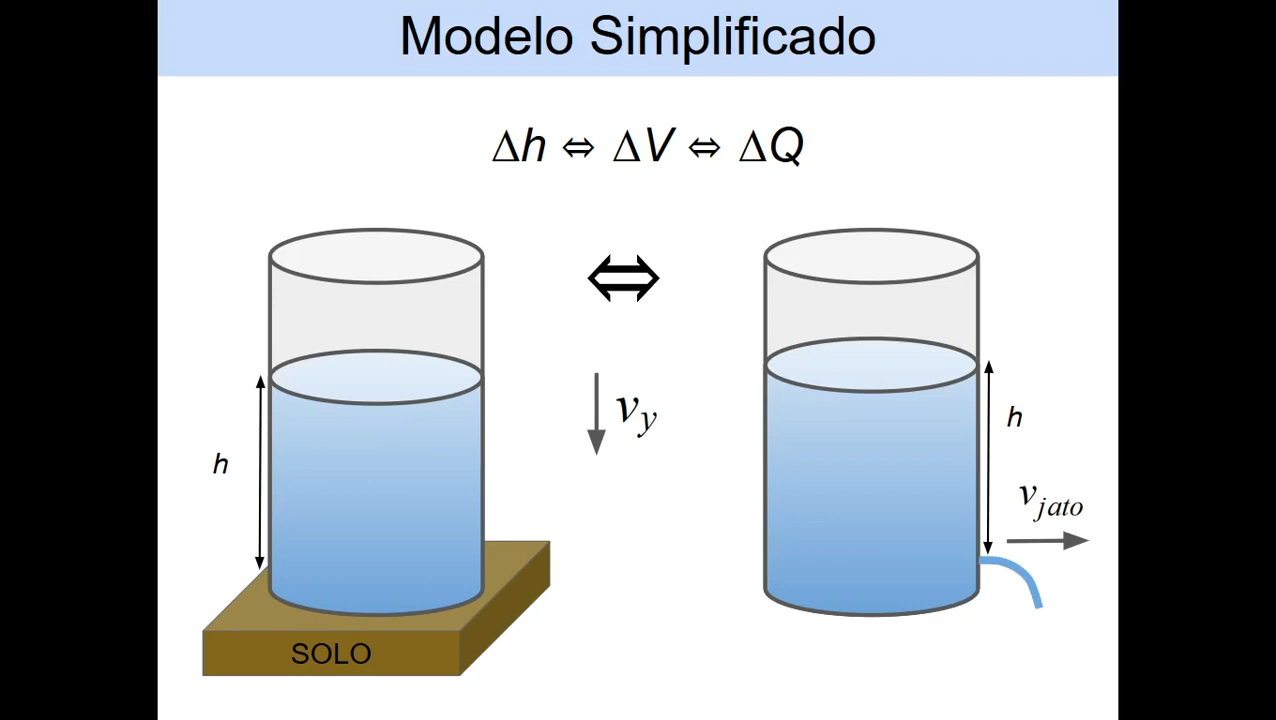 Modelo Simplificado
Δh ⇔ ΔV ⇔ ΔQ
h
v_y
h
v_jato
SOLO